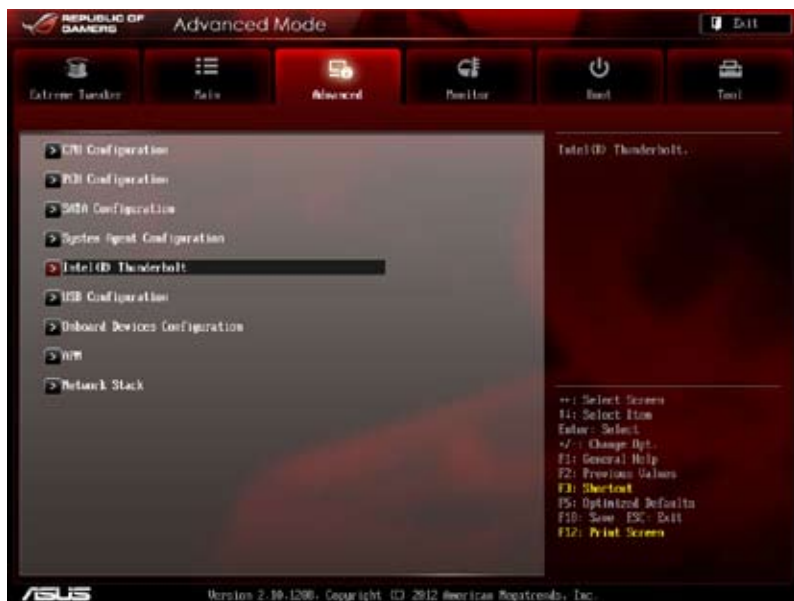 REPUBLIC OF GAMERS
Advanced Mode
Exit
Extreme Tweaker
Main
Advanced
Monitor
Boot
Tool
CPU Configuration
PCH Configuration
SATA Configuration
System Agent Configuration
Intel(R) Thunderbolt
USB Configuration
Onboard Devices Configuration
APM
Network Stack
Intel(R) Thunderbolt.
→←: Select Screen
↑↓: Select Item
Enter: Select
+/-: Change Opt.
F1: General Help
F2: Previous Values
F3: Shortcut
F5: Optimized Defaults
F10: Save ESC: Exit
F12: Print Screen
ASUS
Version 2.10.1208. Copyright (C) 2012 American Megatrends, Inc.